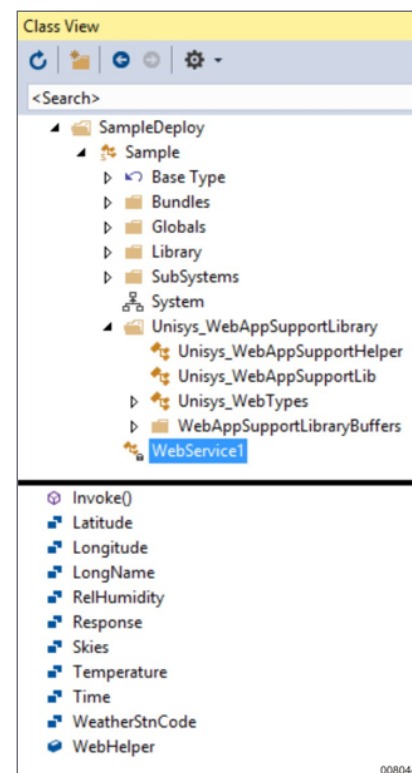 Class View
<Search>
SampleDeploy
Sample
Base Type
Bundles
Globals
Library
SubSystems
System
Unisys_WebAppSupportLibrary
Unisys_WebAppSupportHelper
Unisys_WebAppSupportLib
Unisys_WebTypes
WebAppSupportLibraryBuffers
WebService1
Invoke()
Latitude
Longitude
LongName
RelHumidity
Response
Skies
Temperature
Time
WeatherStnCode
WebHelper
00804